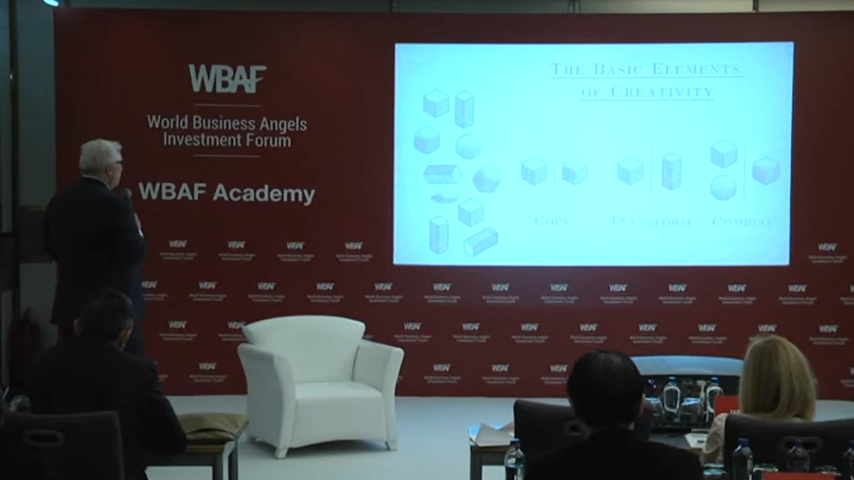 WBAF
World Business Angels
Investment Forum
WBAF Academy
THE BASIC ELEMENTS
OF CREATIVITY
COPY
TRANSFORM
COMBINE